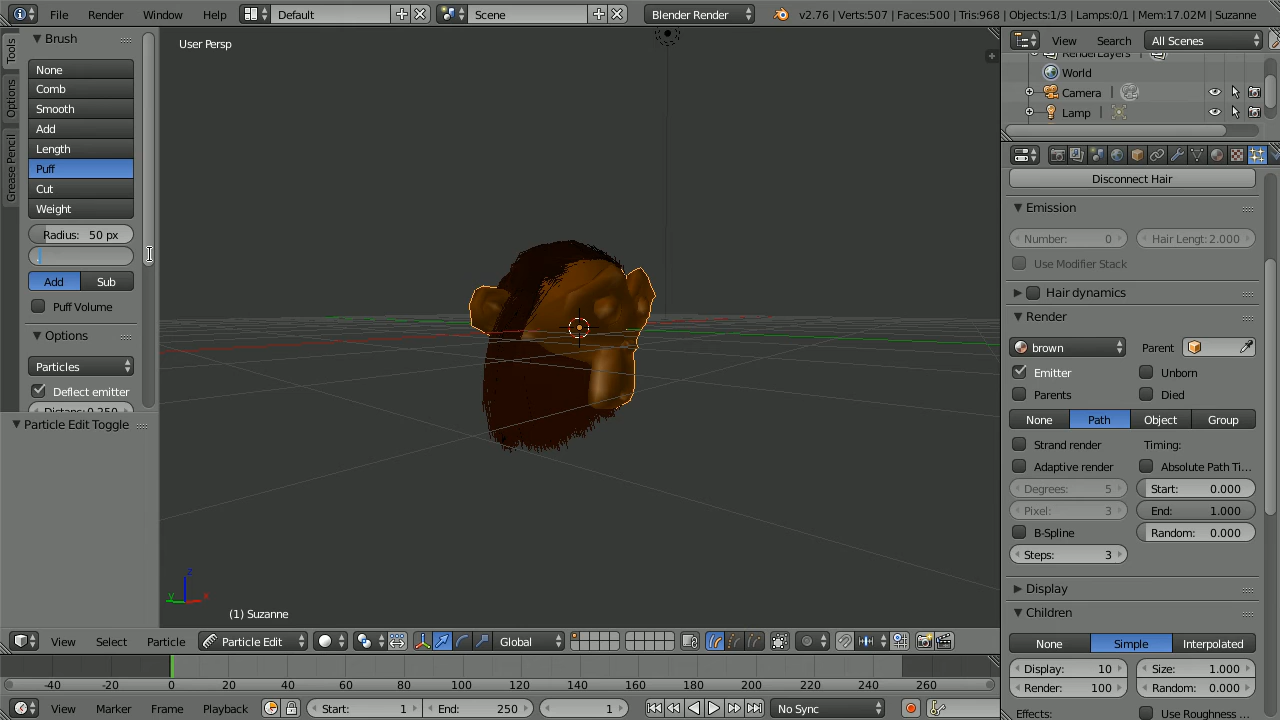 File Render Window Help Default Scene Blender Render v2.76 | Verts:507 | Faces:500 | Tris:968 | Objects:1/3 | Lamps:0/1 | Mem:17.02M | Suzanne
Tools
Options
Grease Pencil
Brush
None
Comb
Smooth
Add
Length
Puff
Cut
Weight
Radius: 50 px
.
Add Sub
Puff Volume
Options
Particles
Deflect emitter
Particle Edit Toggle
User Persp
z
y
x
(1) Suzanne
View Select Particle Particle Edit Global
-40 -20 0 20 40 60 80 100 120 140 160 180 200 220 240 260
View Marker Frame Playback Start: 1 End: 250 1 No Sync
View Search All Scenes
RenderLayers
World
Camera
Lamp
Disconnect Hair
Emission
Number: 0 Hair Lengt: 2.000
Use Modifier Stack
Hair dynamics
Render
brown Parent
Emitter Unborn
Parents Died
None Path Object Group
Strand render Timing:
Adaptive render Absolute Path Ti...
Degrees: 5 Start: 0.000
Pixel: 3 End: 1.000
B-Spline Random: 0.000
Steps: 3
Display
Children
None Simple Interpolated
Display: 10 Size: 1.000
Render: 100 Random: 0.000
Effects: Use Roughness ...